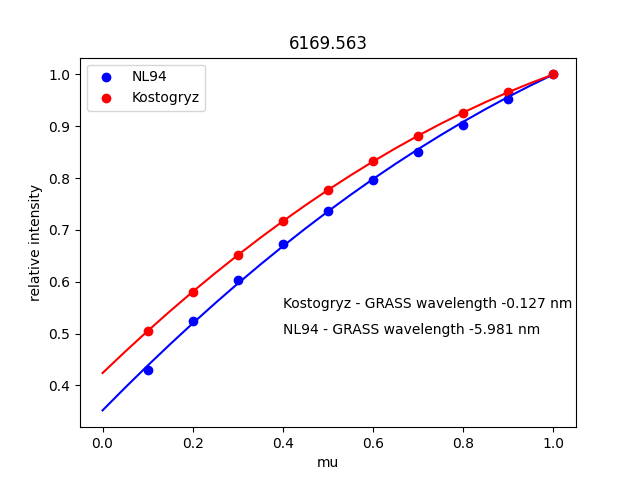 6169.563
1.0
0.9
0.8
0.7
0.6
0.5
0.4
relative intensity
NL94
Kostogryz
Kostogryz - GRASS wavelength -0.127 nm
NL94 - GRASS wavelength -5.981 nm
0.0
0.2
0.4
0.6
0.8
1.0
mu